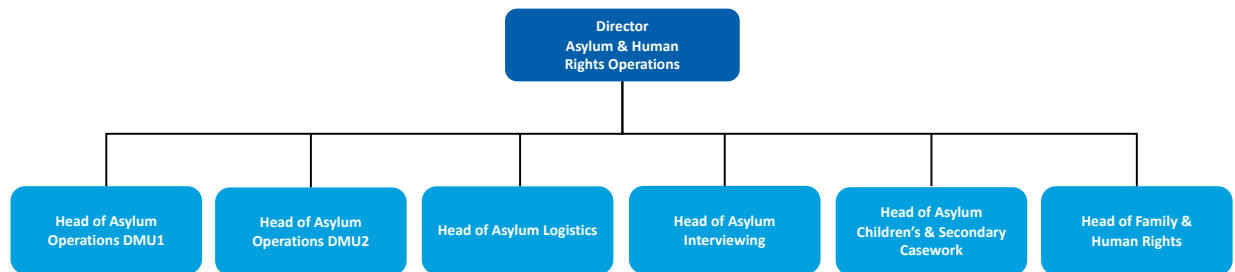 Director
Asylum & Human
Rights Operations
Head of Asylum
Operations DMU1
Head of Asylum
Operations DMU2
Head of Asylum Logistics
Head of Asylum
Interviewing
Head of Asylum
Children’s & Secondary
Casework
Head of Family &
Human Rights